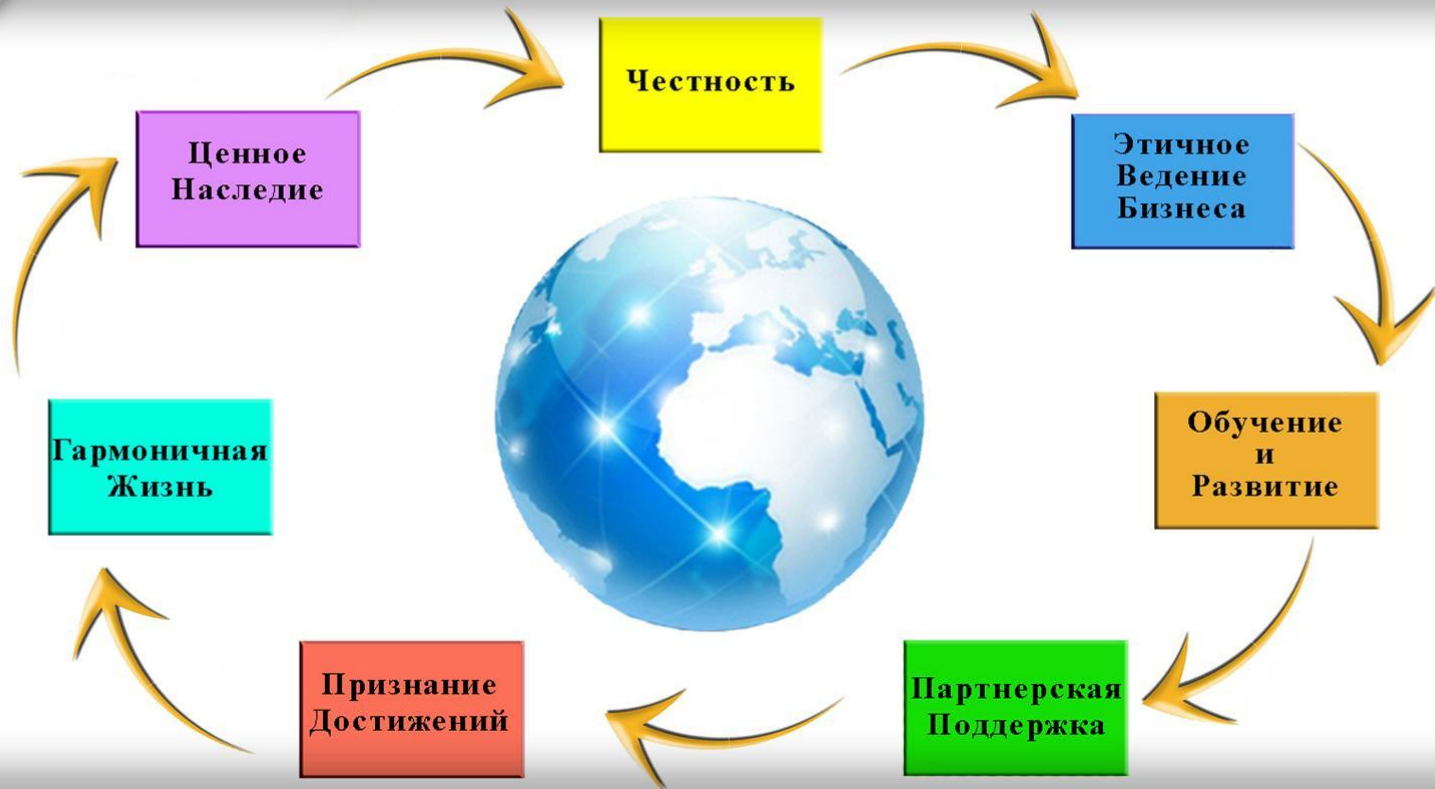 Честность
Этичное
Ведение
Бизнеса
Обучение
и
Развитие
Партнерская
Поддержка
Признание
Достижений
Гармоничная
Жизнь
Ценное
Наследие